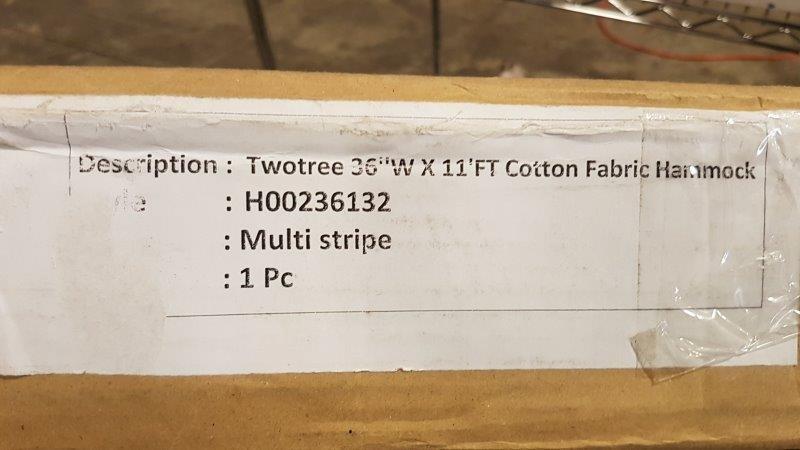 Description : Twotree 36"W X 11'FT Cotton Fabric Hammock
: H00236132
: Multi stripe
: 1 Pc